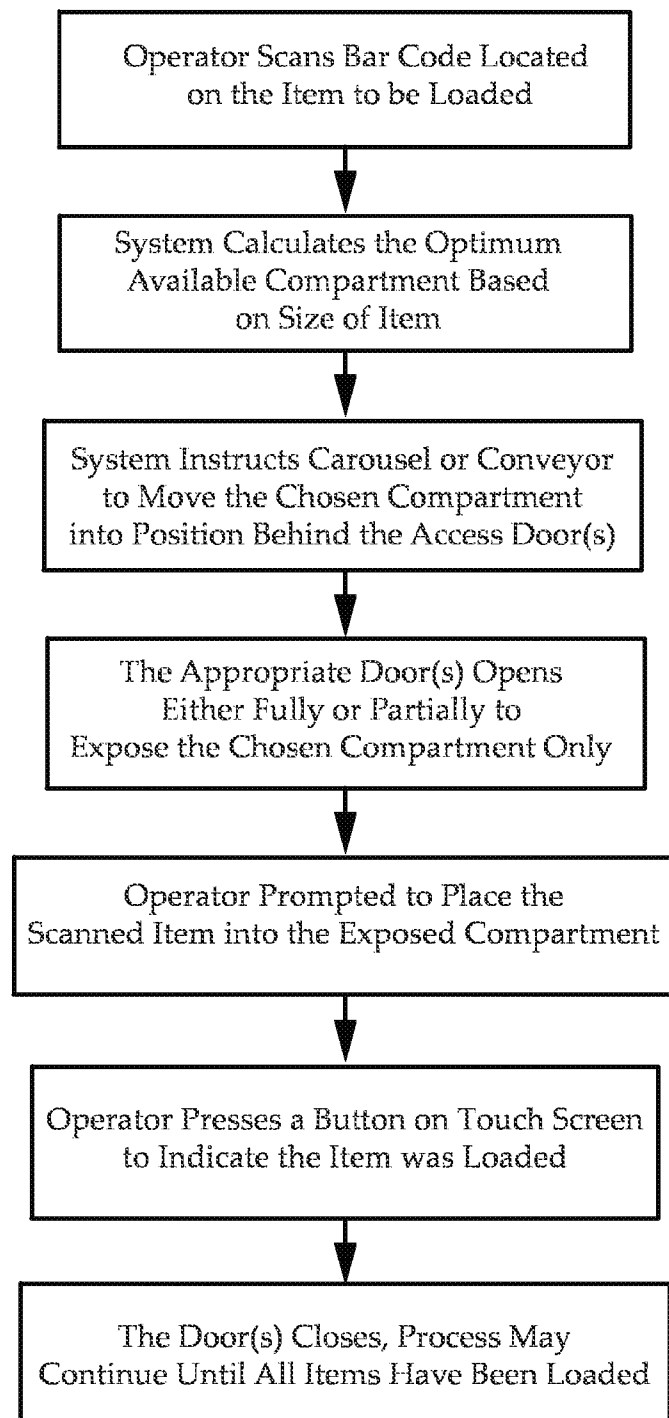 Operator Scans Bar Code Located
on the Item to be Loaded
System Calculates the Optimum
Available Compartment Based
on Size of Item
System Instructs Carousel or Conveyor
to Move the Chosen Compartment
into Position Behind the Access Door(s)
The Appropriate Door(s) Opens
Either Fully or Partially to
Expose the Chosen Compartment Only
Operator Prompted to Place the
Scanned Item into the Exposed Compartment
Operator Presses a Button on Touch Screen
to Indicate the Item was Loaded
The Door(s) Closes, Process May
Continue Until All Items Have Been Loaded